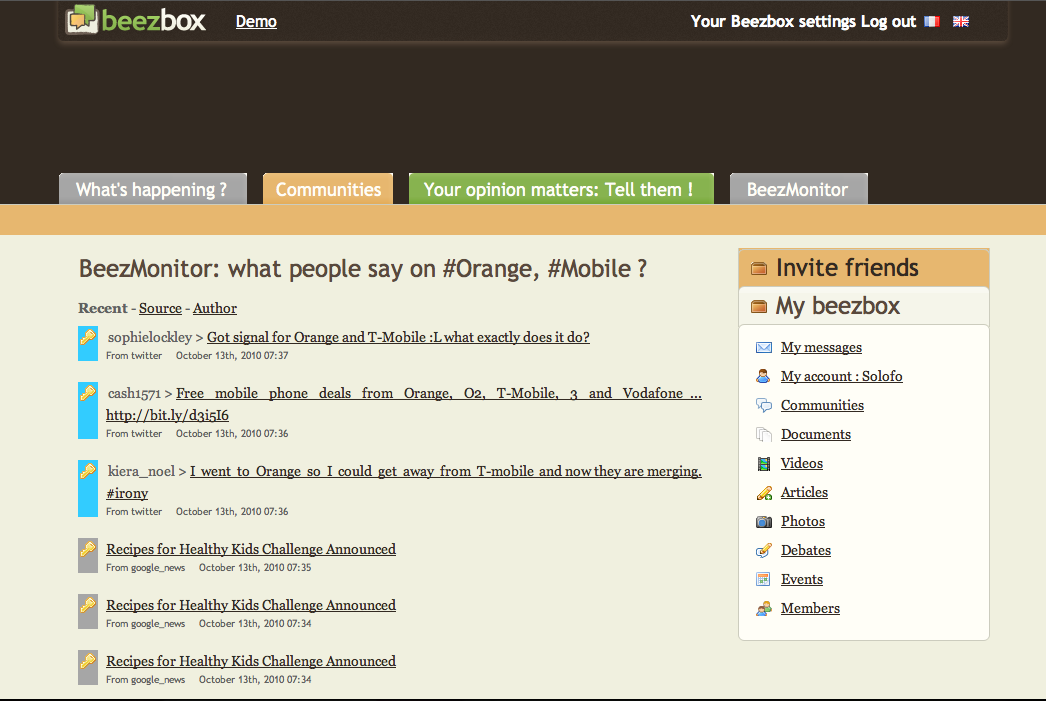 beezbox Demo Your Beezbox settings Log out
What's happening ? Communities Your opinion matters: Tell them ! BeezMonitor
BeezMonitor: what people say on #Orange, #Mobile ?
Recent - Source - Author
sophielockley > Got signal for Orange and T-Mobile :L what exactly does it do?
From twitter October 13th, 2010 07:37
cash1571 > Free mobile phone deals from Orange, O2, T-Mobile, 3 and Vodafone ...
http://bit.ly/d3i5I6
From twitter October 13th, 2010 07:36
kiera_noel > I went to Orange so I could get away from T-mobile and now they are merging.
#irony
From twitter October 13th, 2010 07:36
Recipes for Healthy Kids Challenge Announced
From google_news October 13th, 2010 07:35
Recipes for Healthy Kids Challenge Announced
From google_news October 13th, 2010 07:34
Recipes for Healthy Kids Challenge Announced
From google_news October 13th, 2010 07:34
Invite friends
My beezbox
My messages
My account : Solofo
Communities
Documents
Videos
Articles
Photos
Debates
Events
Members